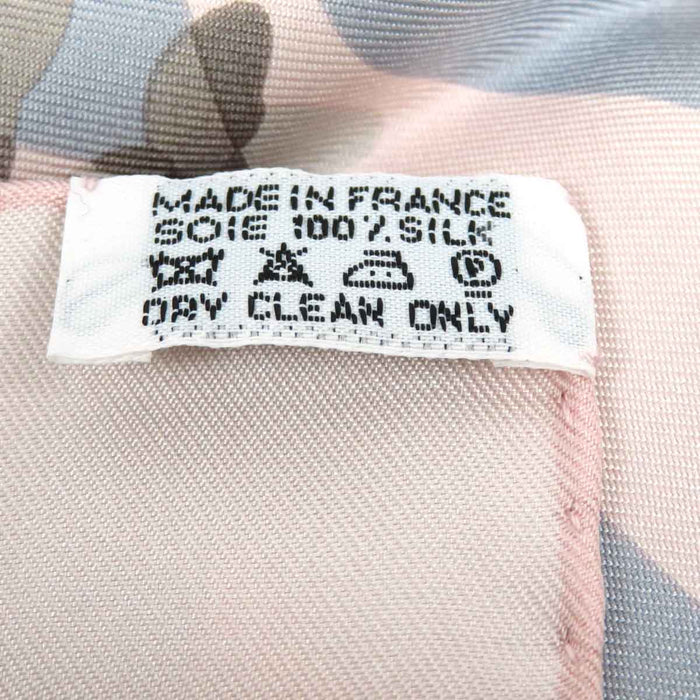 MADE IN FRANCE
SOIE 100% SILK
DRY CLEAN ONLY